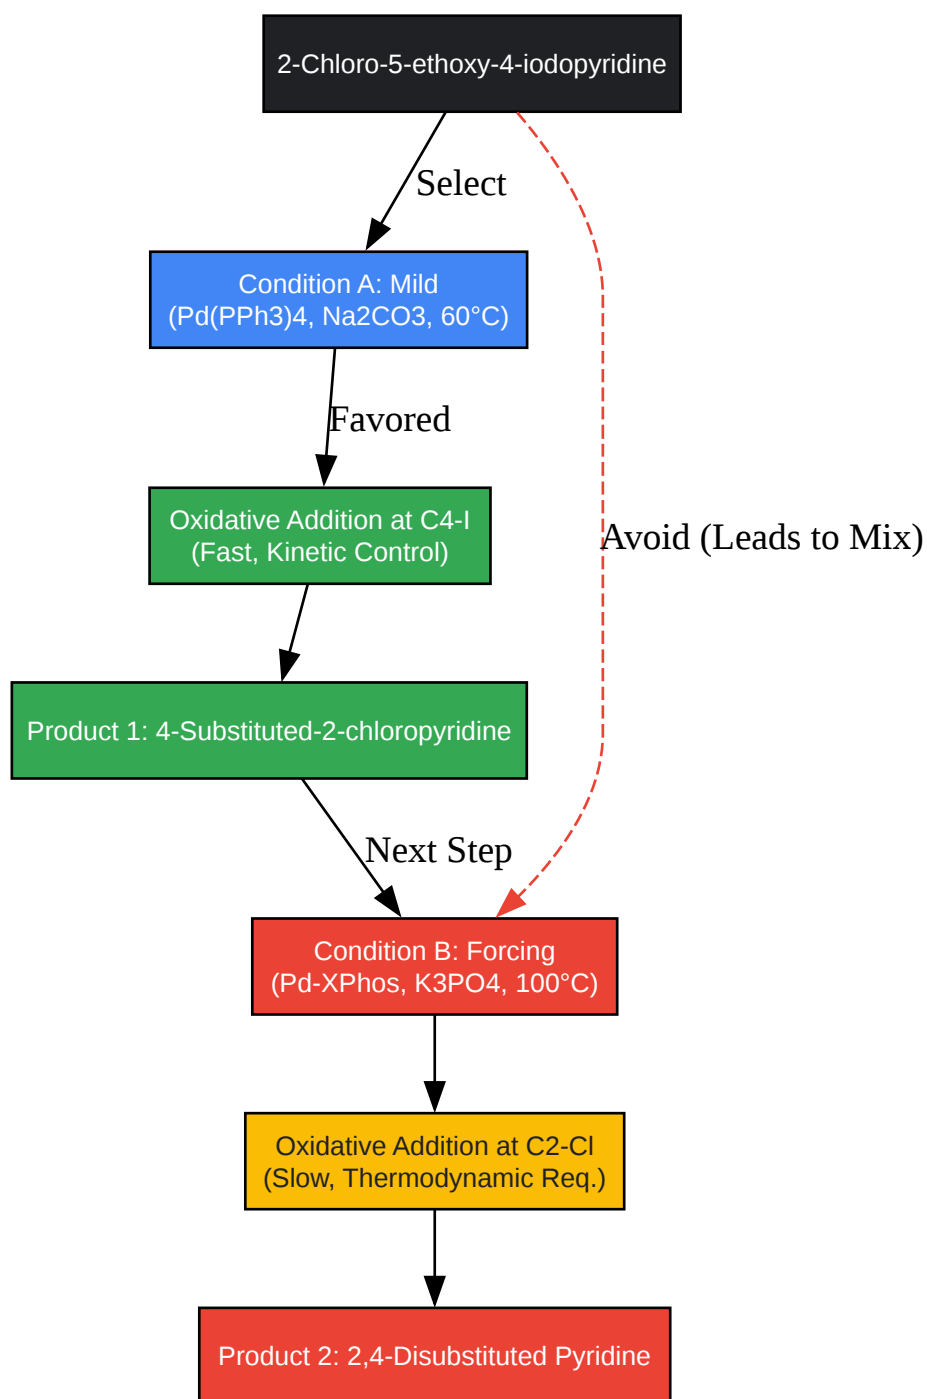 2-Chloro-5-ethoxy-4-iodopyridine
Select
Condition A: Mild
(Pd(PPh3)4, Na2CO3, 60°C)
Favored
Oxidative Addition at C4-I
(Fast, Kinetic Control)
Avoid (Leads to Mix)
Product 1: 4-Substituted-2-chloropyridine
Next Step
Condition B: Forcing
(Pd-XPhos, K3PO4, 100°C)
Oxidative Addition at C2-Cl
(Slow, Thermodynamic Req.)
Product 2: 2,4-Disubstituted Pyridine